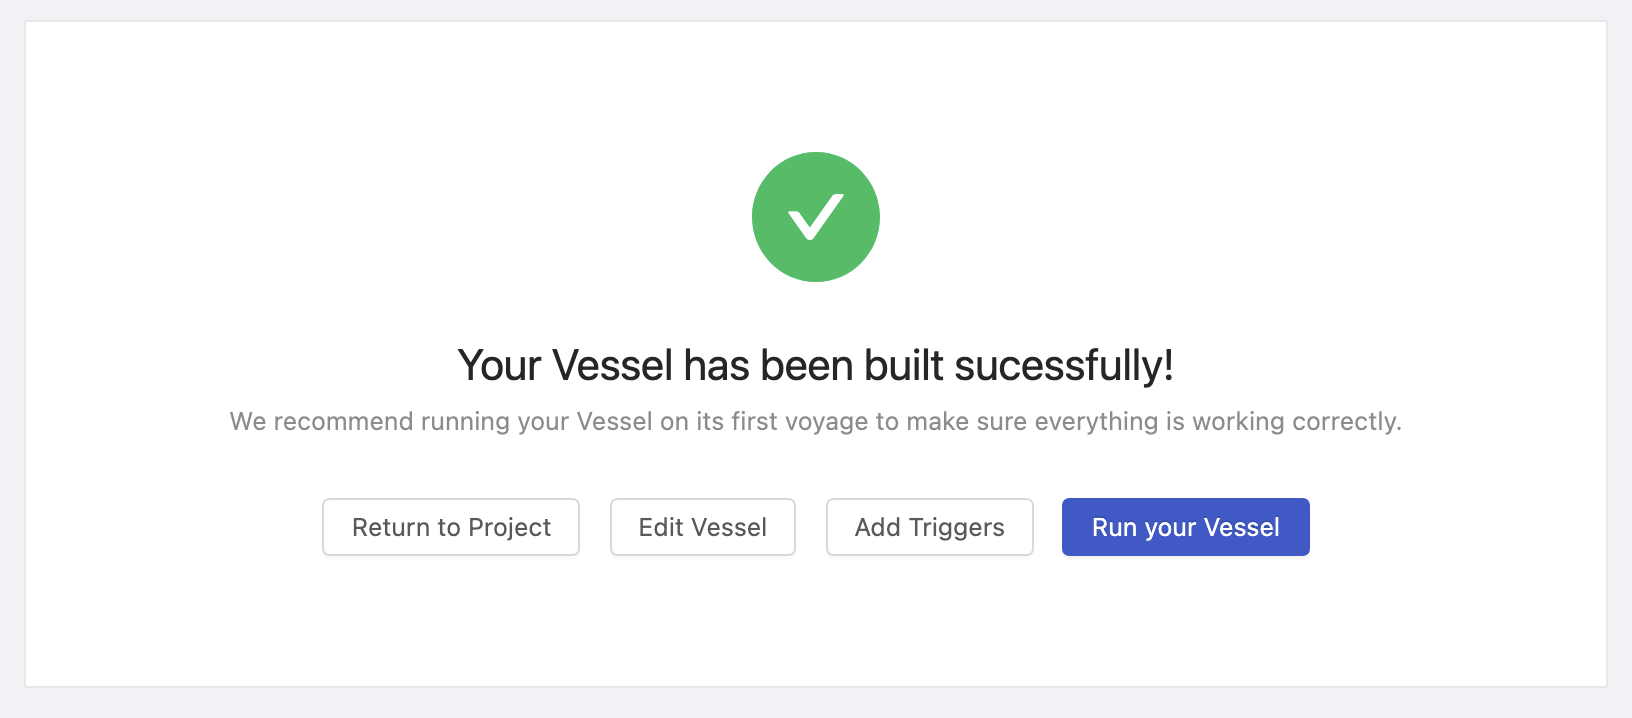 Your Vessel has been built sucessfully!
We recommend running your Vessel on its first voyage to make sure everything is working correctly.
Return to Project
Edit Vessel
Add Triggers
Run your Vessel